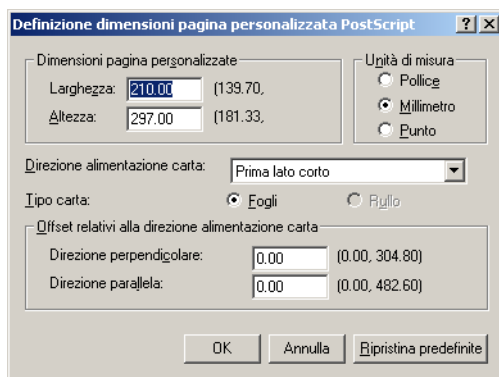 Definizione dimensioni pagina personalizzata PostScript
Dimensioni pagina personalizzate
Larghezza: 210.00 (139.70,
Altezza: 297.00 (181.33,
Unità di misura
Pollice
Millimetro
Punto
Direzione alimentazione carta: Prima lato corto
Tipo carta: Fogli Rullo
Offset relativi alla direzione alimentazione carta
Direzione perpendicolare: 0.00 (0.00, 304.80)
Direzione parallela: 0.00 (0.00, 482.60)
OK Annulla Ripristina predefinite